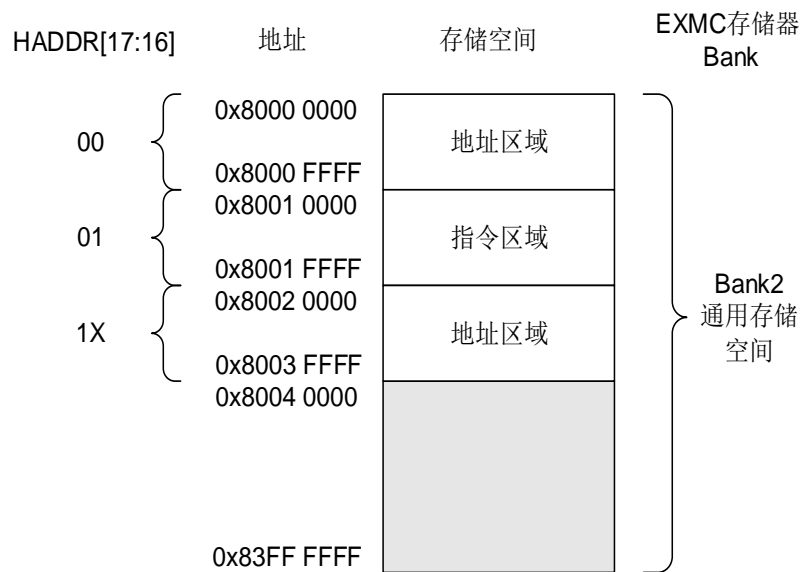 HADDR[17:16] 地址 存储空间 EXMC存储器
Bank
0x8000 0000
00 地址区域
0x8000 FFFF
0x8001 0000
01 指令区域
0x8001 FFFF
0x8002 0000
1X 地址区域
0x8003 FFFF
0x8004 0000
Bank2
通用存储
空间
0x83FF FFFF